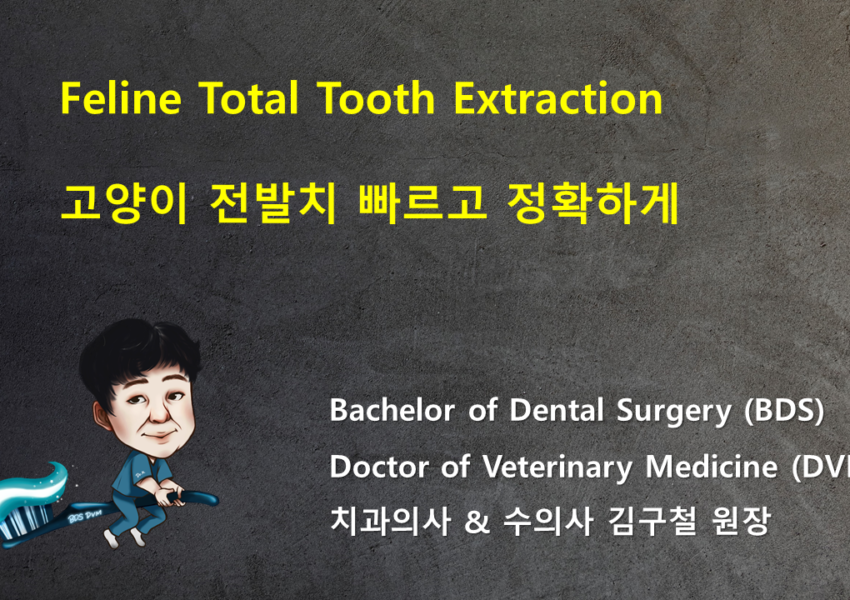 Feline Total Tooth Extraction
고양이 전발치 빠르고 정확하게
Bachelor of Dental Surgery (BDS)
Doctor of Veterinary Medicine (DV
치과의사 & 수의사 김구철 원장
BDS DVM